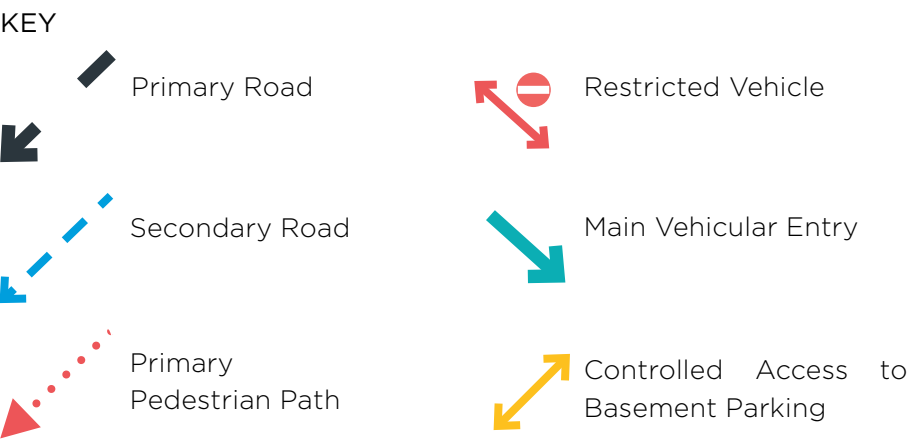 KEY
Primary Road
Restricted Vehicle
Secondary Road
Main Vehicular Entry
Primary
Pedestrian Path
Controlled Access to
Basement Parking